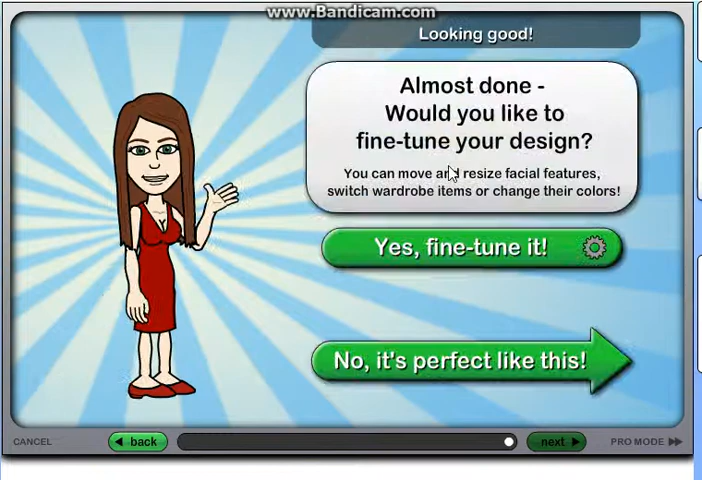 www.Bandicam.com
Looking good!
Almost done -
Would you like to
fine-tune your design?
You can move and resize facial features,
switch wardrobe items or change their colors!
Yes, fine-tune it!
No, it's perfect like this!
CANCEL
back
next
PRO MODE